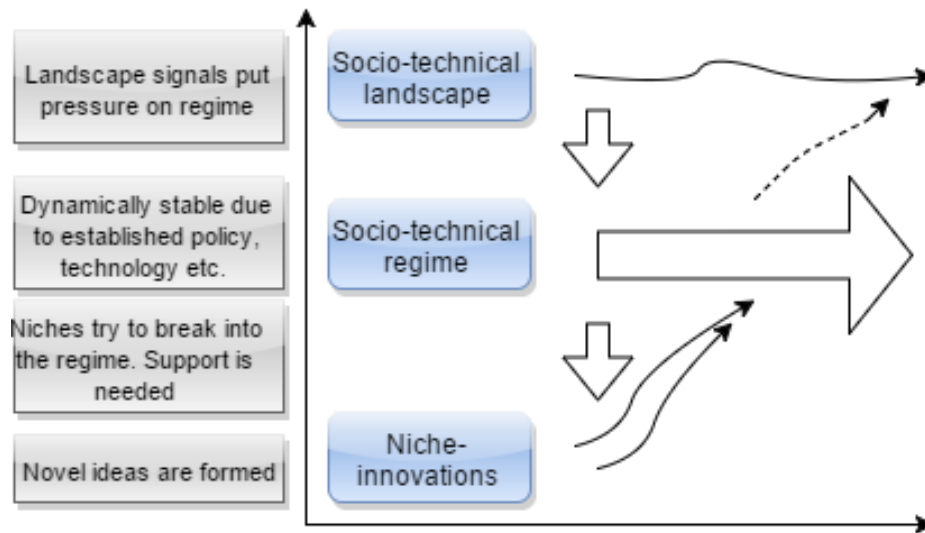 Landscape signals put
pressure on regime
Socio-technical
landscape
Dynamically stable due
to established policy,
technology etc.
Socio-technical
regime
Niches try to break into
the regime. Support is
needed
Novel ideas are formed
Niche-
innovations